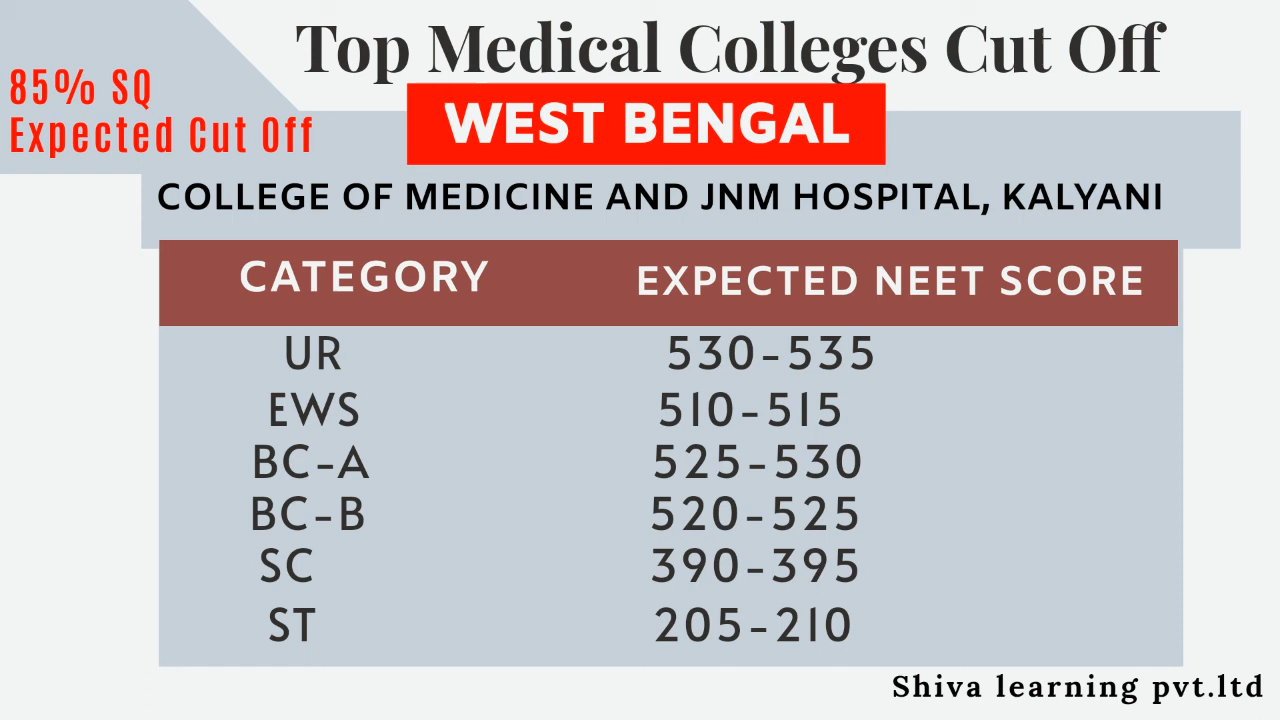 Top Medical Colleges Cut Off
85% SQ
Expected Cut Off
WEST BENGAL
COLLEGE OF MEDICINE AND JNM HOSPITAL, KALYANI
CATEGORY EXPECTED NEET SCORE
UR 530-535
EWS 510-515
BC-A 525-530
BC-B 520-525
SC 390-395
ST 205-210
Shiva learning pvt.ltd